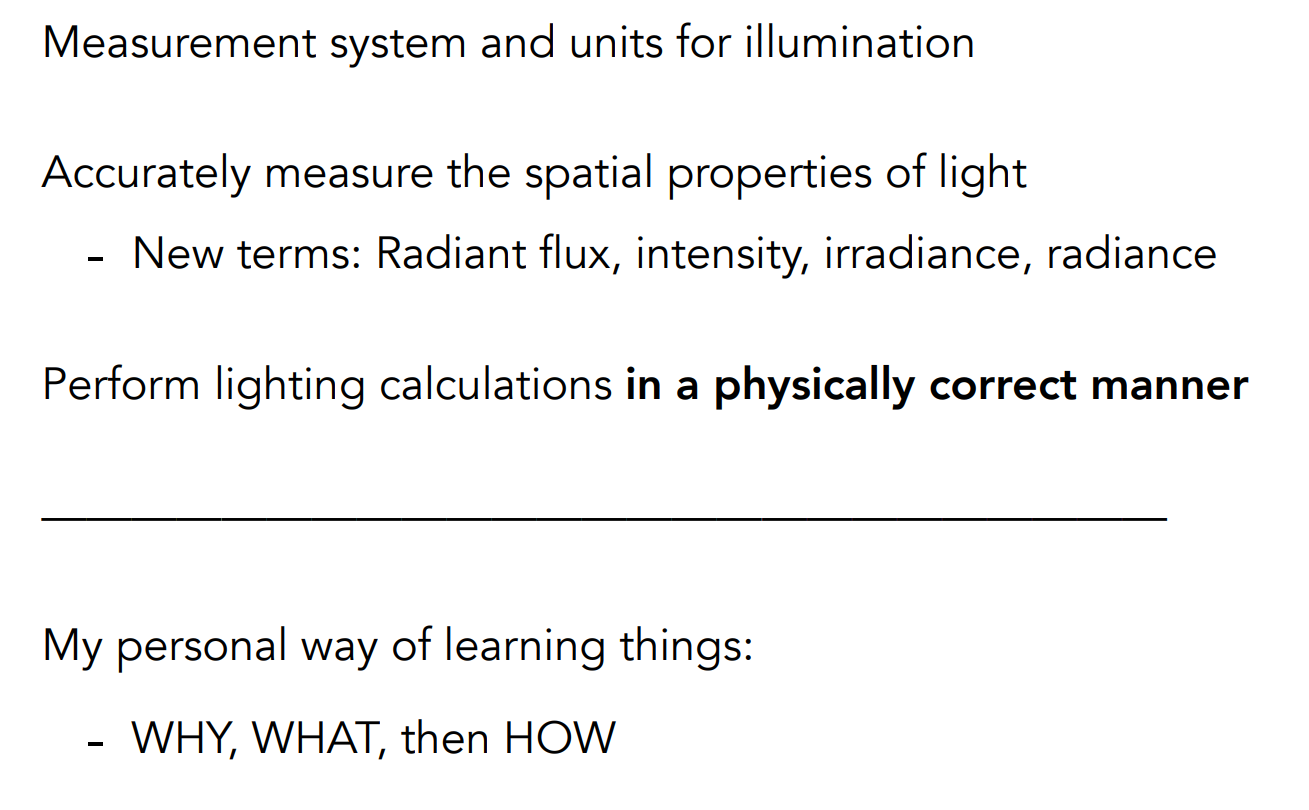 Measurement system and units for illumination
Accurately measure the spatial properties of light
- New terms: Radiant flux, intensity, irradiance, radiance
Perform lighting calculations in a physically correct manner
My personal way of learning things:
- WHY, WHAT, then HOW